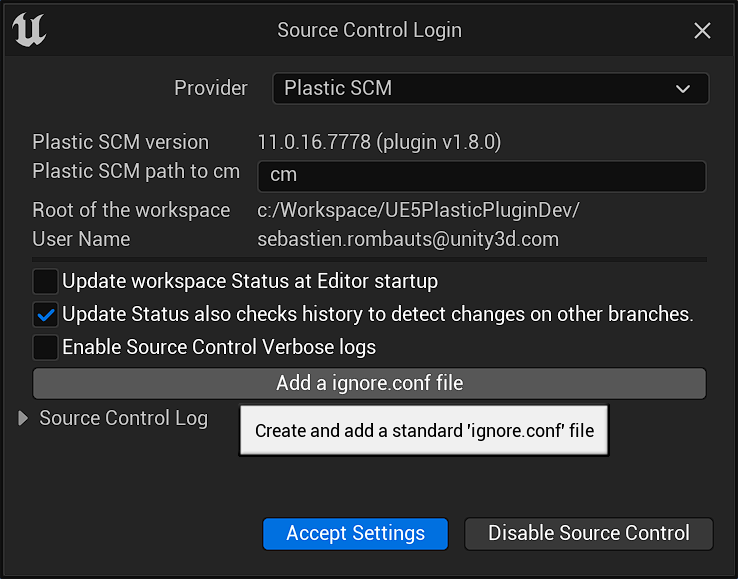 Source Control Login
Provider Plastic SCM
Plastic SCM version 11.0.16.7778 (plugin v1.8.0)
Plastic SCM path to cm cm
Root of the workspace c:/Workspace/UE5PlasticPluginDev/
User Name sebastien.rombauts@unity3d.com
Update workspace Status at Editor startup
Update Status also checks history to detect changes on other branches.
Enable Source Control Verbose logs
Add a ignore.conf file
Source Control Log
Create and add a standard 'ignore.conf' file
Accept Settings Disable Source Control